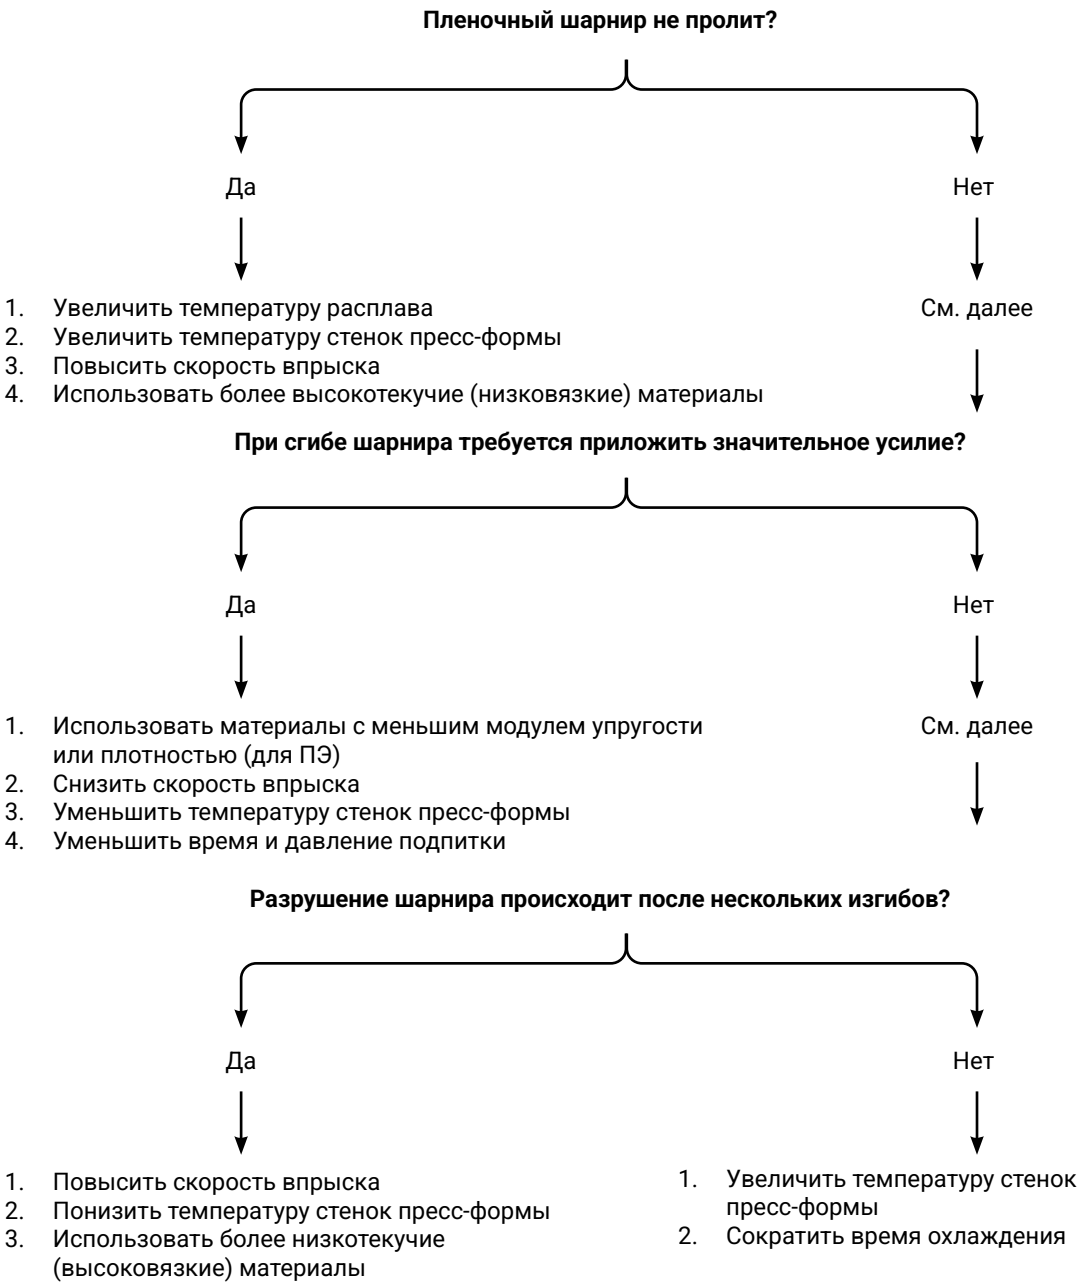 Пленочный шарнир не пролит?
Да
Нет
1. Увеличить температуру расплава
2. Увеличить температуру стенок пресс-формы
3. Повысить скорость впрыска
4. Использовать более высокотекучие (низковязкие) материалы
См. далее
При сгибе шарнира требуется приложить значительное усилие?
Да
Нет
1. Использовать материалы с меньшим модулем упругости
или плотностью (для ПЭ)
2. Снизить скорость впрыска
3. Уменьшить температуру стенок пресс-формы
4. Уменьшить время и давление подпитки
См. далее
Разрушение шарнира происходит после нескольких изгибов?
Да
Нет
1. Повысить скорость впрыска
2. Понизить температуру стенок пресс-формы
3. Использовать более низкотекучие
(высоковязкие) материалы
1. Увеличить температуру стенок
пресс-формы
2. Сократить время охлаждения